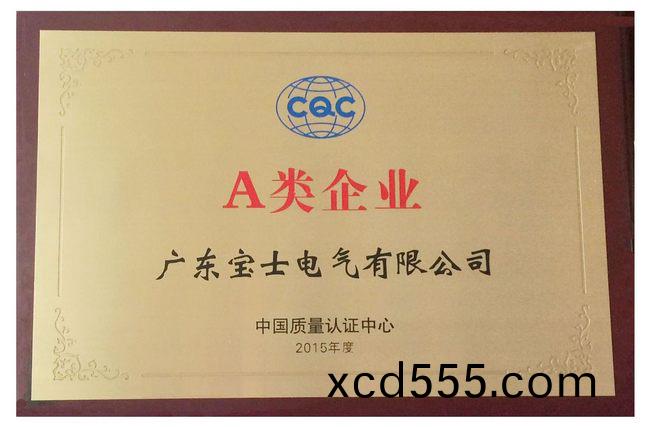 CQC
A类企业
广东宝士电气有限公司
中国质量认证中心
2015年度
xcd555.com